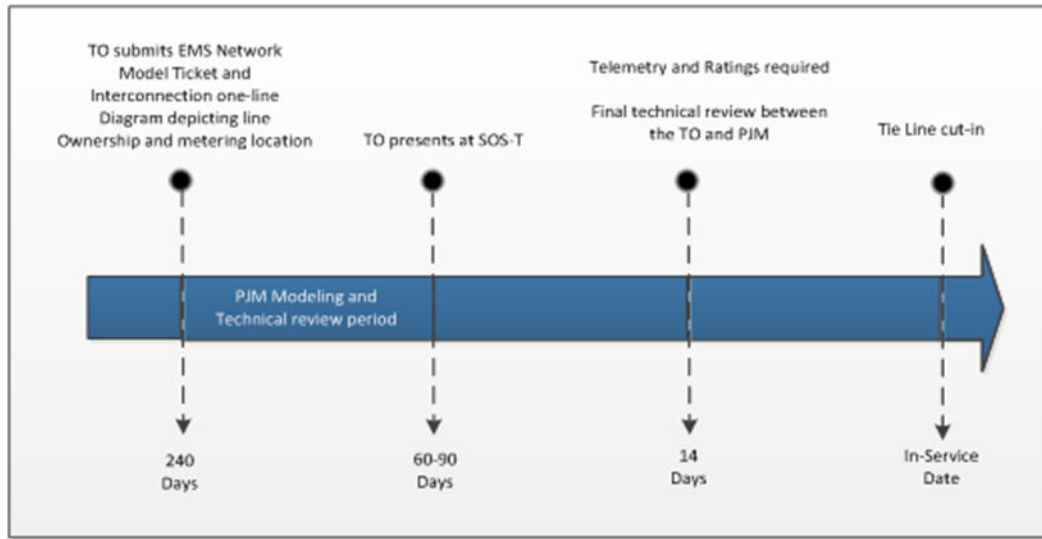 TO submits EMS Network
Model Ticket and
Interconnection one-line
Diagram depicting line
Ownership and metering location
TO presents at SOS-T
Telemetry and Ratings required
Final technical review between
the TO and PJM
Tie Line cut-in
PJM Modeling and
Technical review period
240
Days
60-90
Days
14
Days
In-Service
Date